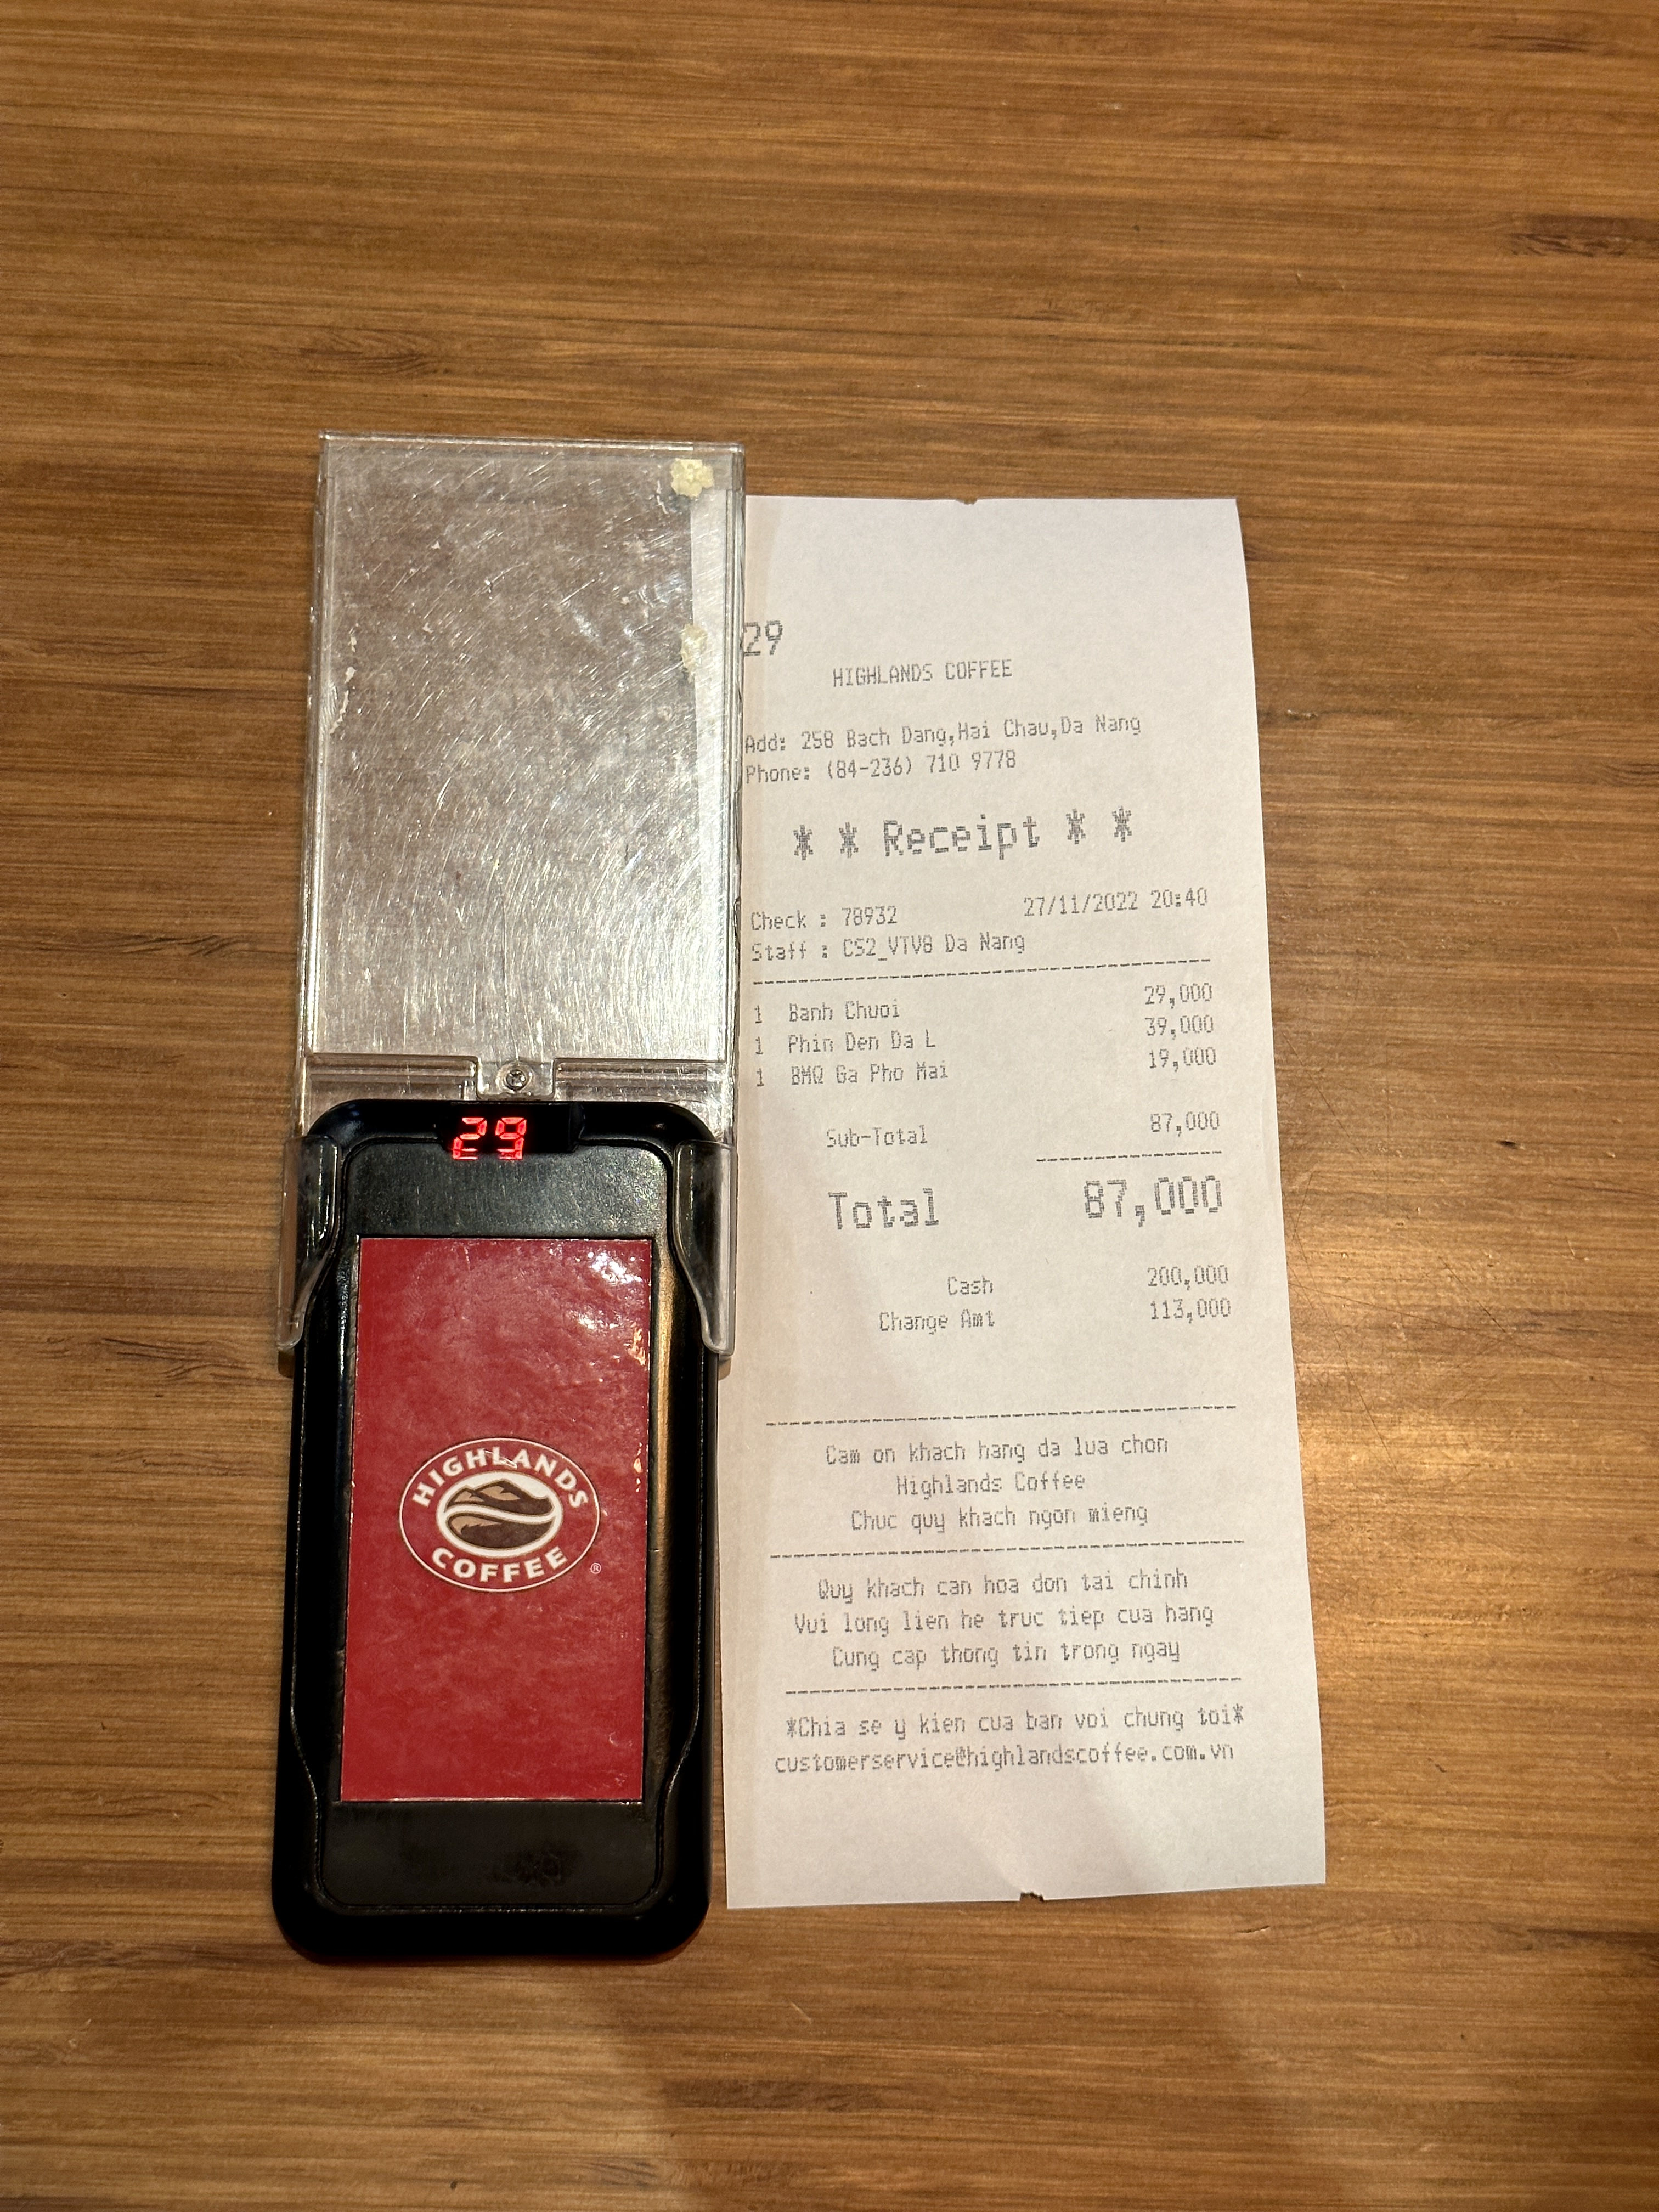 29
HIGHLANDS COFFEE
Add: 258 Bach Dang,Hai Chau,Da Nang
Phone: (84-236) 710 9778
* * Receipt * *
Check : 78932 27/11/2022 20:40
Staff : CS2_VTV8 Da Nang
1 Banh Chuoi 29,000
1 Phin Den Da L 39,000
1 BMQ Ga Pho Mai 19,000
Sub-Total 87,000
Total 87,000
Cash 200,000
Change Amt 113,000
Cam on khach hang da lua chon
Highlands Coffee
Chuc quy khach ngon mieng
Quy khach can hoa don tai chinh
Vui long lien he truc tiep cua hang
Cung cap thong tin trong ngay
*Chia se y kien cua ban voi chung toi*
customerservice@highlandscoffee.com.vn
29
HIGHLANDS
COFFEE
®